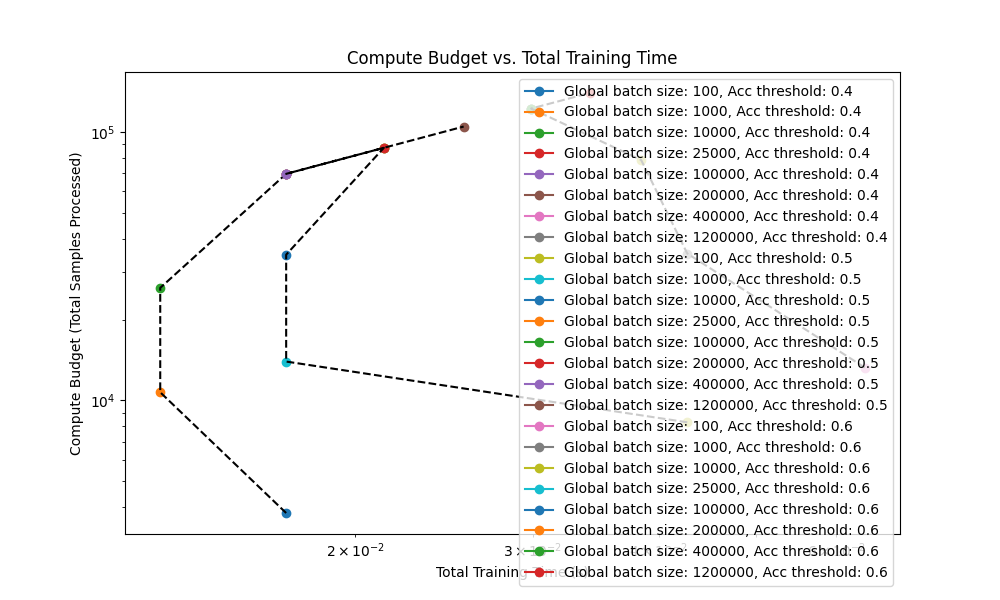 Compute Budget vs. Total Training Time
Compute Budget (Total Samples Processed)
10⁵
10⁴
Global batch size: 100, Acc threshold: 0.4
Global batch size: 1000, Acc threshold: 0.4
Global batch size: 10000, Acc threshold: 0.4
Global batch size: 25000, Acc threshold: 0.4
Global batch size: 100000, Acc threshold: 0.4
Global batch size: 200000, Acc threshold: 0.4
Global batch size: 400000, Acc threshold: 0.4
Global batch size: 1200000, Acc threshold: 0.4
Global batch size: 100, Acc threshold: 0.5
Global batch size: 1000, Acc threshold: 0.5
Global batch size: 10000, Acc threshold: 0.5
Global batch size: 25000, Acc threshold: 0.5
Global batch size: 100000, Acc threshold: 0.5
Global batch size: 200000, Acc threshold: 0.5
Global batch size: 400000, Acc threshold: 0.5
Global batch size: 1200000, Acc threshold: 0.5
Global batch size: 100, Acc threshold: 0.6
Global batch size: 1000, Acc threshold: 0.6
Global batch size: 10000, Acc threshold: 0.6
Global batch size: 25000, Acc threshold: 0.6
Global batch size: 100000, Acc threshold: 0.6
Global batch size: 200000, Acc threshold: 0.6
Global batch size: 400000, Acc threshold: 0.6
Global batch size: 1200000, Acc threshold: 0.6
2 × 10⁻²
3 × 10⁻²
Total Training Time